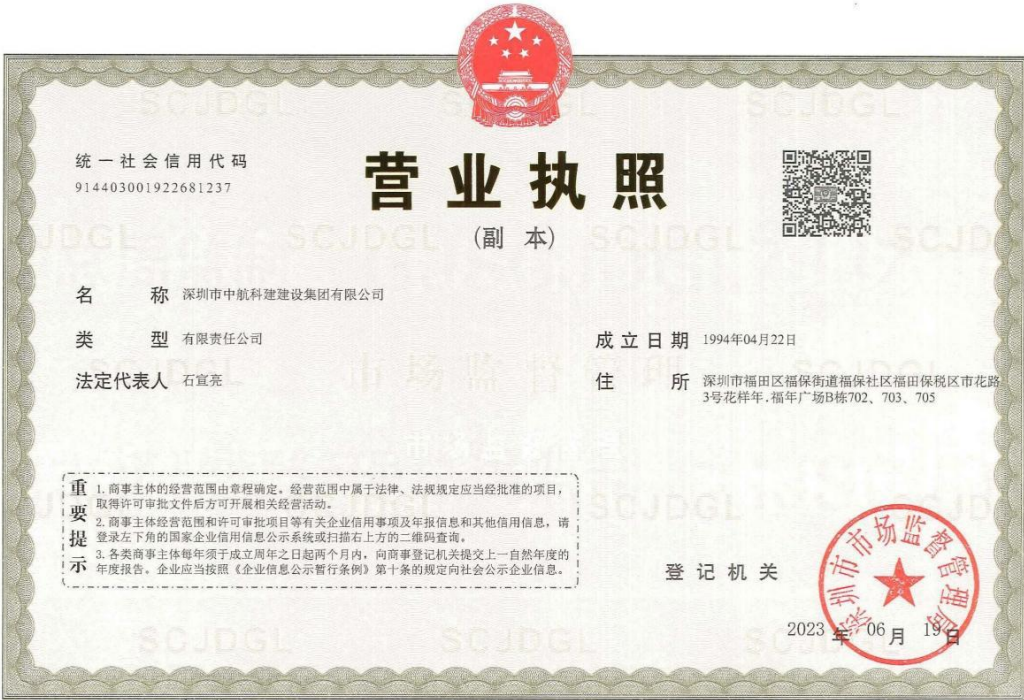 统一社会信用代码
914403001922681237
营业执照
(副 本)
名 称 深圳市中航科建建设集团有限公司
类 型 有限责任公司
法定代表人 石宣亮
成立日期 1994年04月22日
住 所 深圳市福田区福保街道福保社区福田保税区市花路
3号花样年.福年广场B栋702、703、705
重要提示
1. 商事主体的经营范围由章程确定。经营范围中属于法律、法规规定应当经批准的项目,
取得许可审批文件后方可开展相关经营活动。
2. 商事主体经营范围和许可审批项目等有关企业信用事项及年报信息和其他信用信息,请
登录左下角的国家企业信用信息公示系统或扫描右上方的二维码查询。
3. 各类商事主体每年须于成立周年之日起两个月内,向商事登记机关提交上一自然年度的
年度报告。企业应当按照《企业信息公示暂行条例》第十条的规定向社会公示企业信息。
登记机关
深圳市市场监督管理局
2023 年 06 月 19 日
SCJDGL
市场监督管理